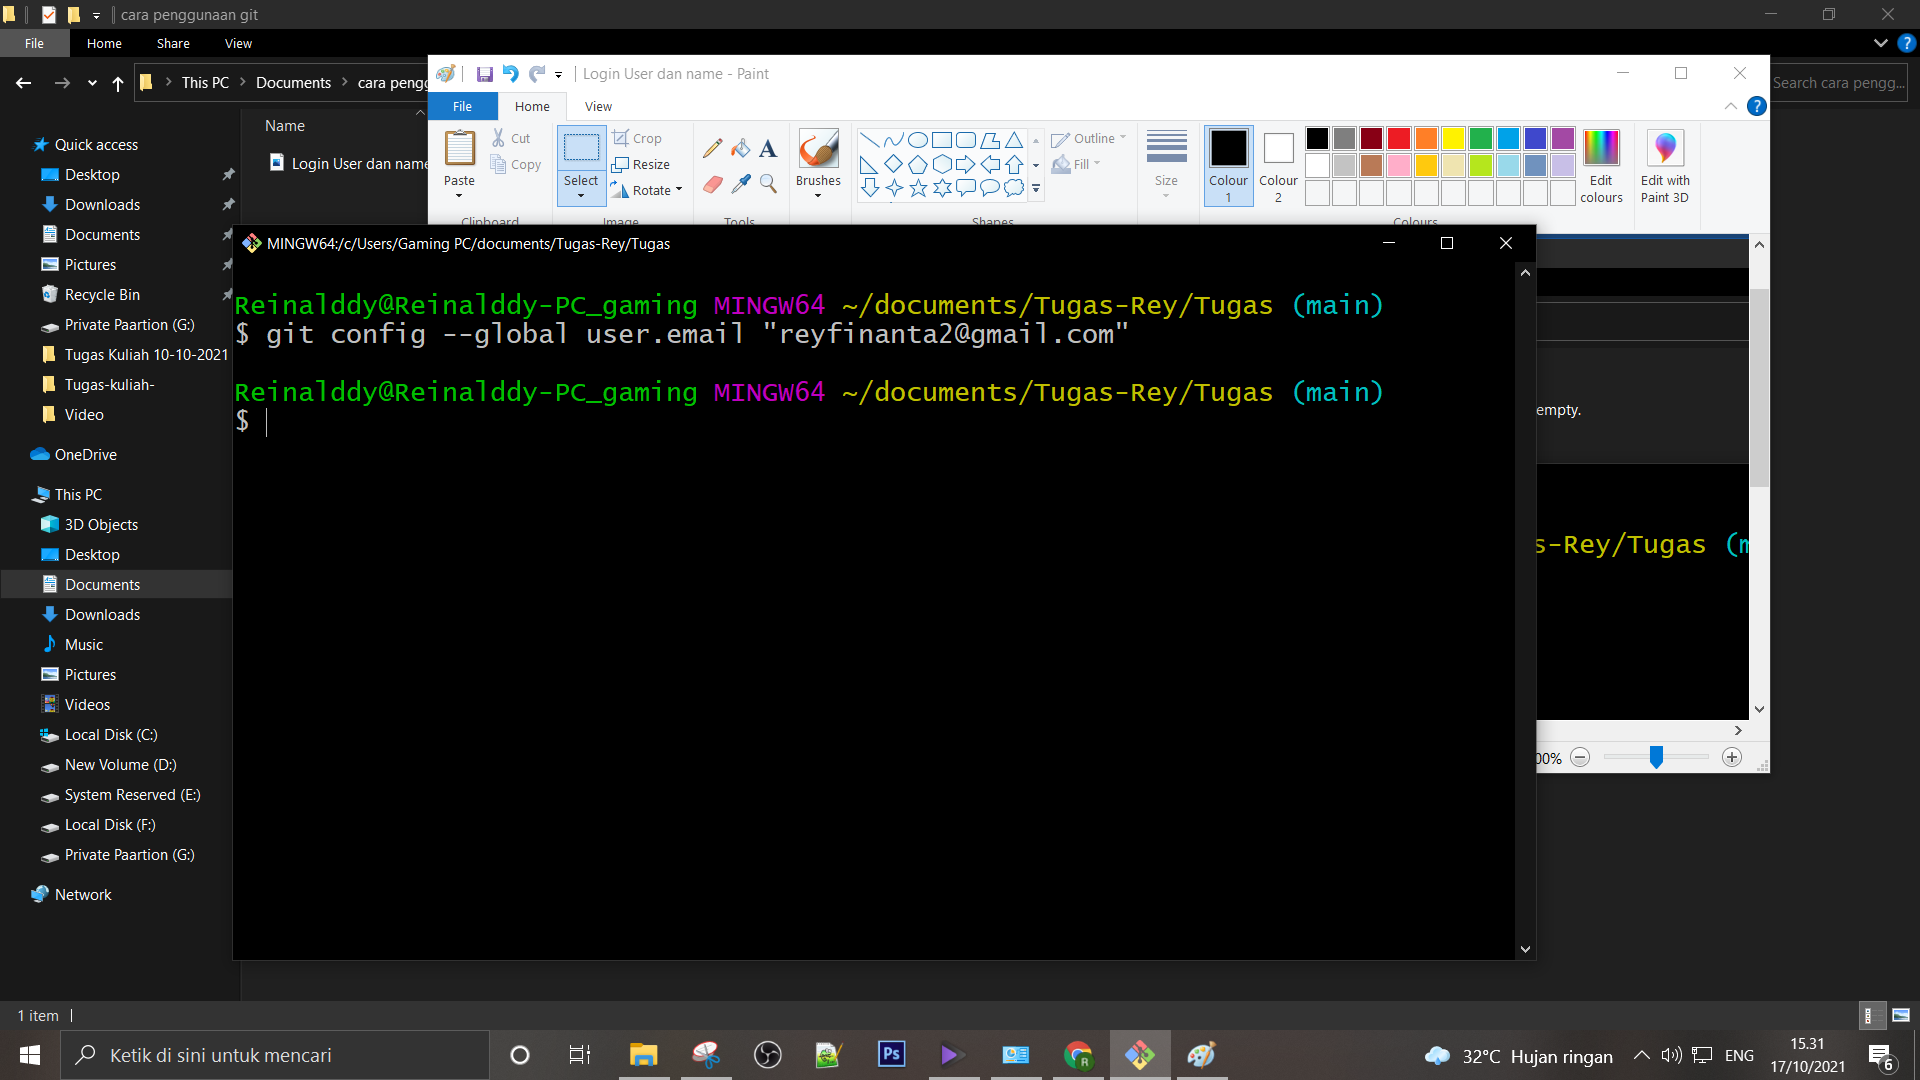 cara penggunaan git
File Home Share View
This PC Documents cara pengg
Search cara pengg...
Name
Login User dan name
Quick access
Desktop
Downloads
Documents
Pictures
Recycle Bin
Private Paartion (G:)
Tugas Kuliah 10-10-2021
Tugas-kuliah-
Video
OneDrive
This PC
3D Objects
Desktop
Documents
Downloads
Music
Pictures
Videos
Local Disk (C:)
New Volume (D:)
System Reserved (E:)
Local Disk (F:)
Private Paartion (G:)
Network
1 item
Login User dan name - Paint
File Home View
Paste
Cut
Copy
Clipboard
Select
Crop
Resize
Rotate
Image
Tools
Brushes
Outline
Fill
Shapes
Size
Colour 1
Colour 2
Edit colours
Edit with Paint 3D
Colours
MINGW64:/c/Users/Gaming PC/documents/Tugas-Rey/Tugas
Reinalddy@Reinalddy-PC_gaming MINGW64 ~/documents/Tugas-Rey/Tugas (main)
$ git config --global user.email "reyfinanta2@gmail.com"
Reinalddy@Reinalddy-PC_gaming MINGW64 ~/documents/Tugas-Rey/Tugas (main)
$
empty.
s-Rey/Tugas (m
00%
Ketik di sini untuk mencari
Ps
32°C Hujan ringan
ENG
15.31
17/10/2021
6